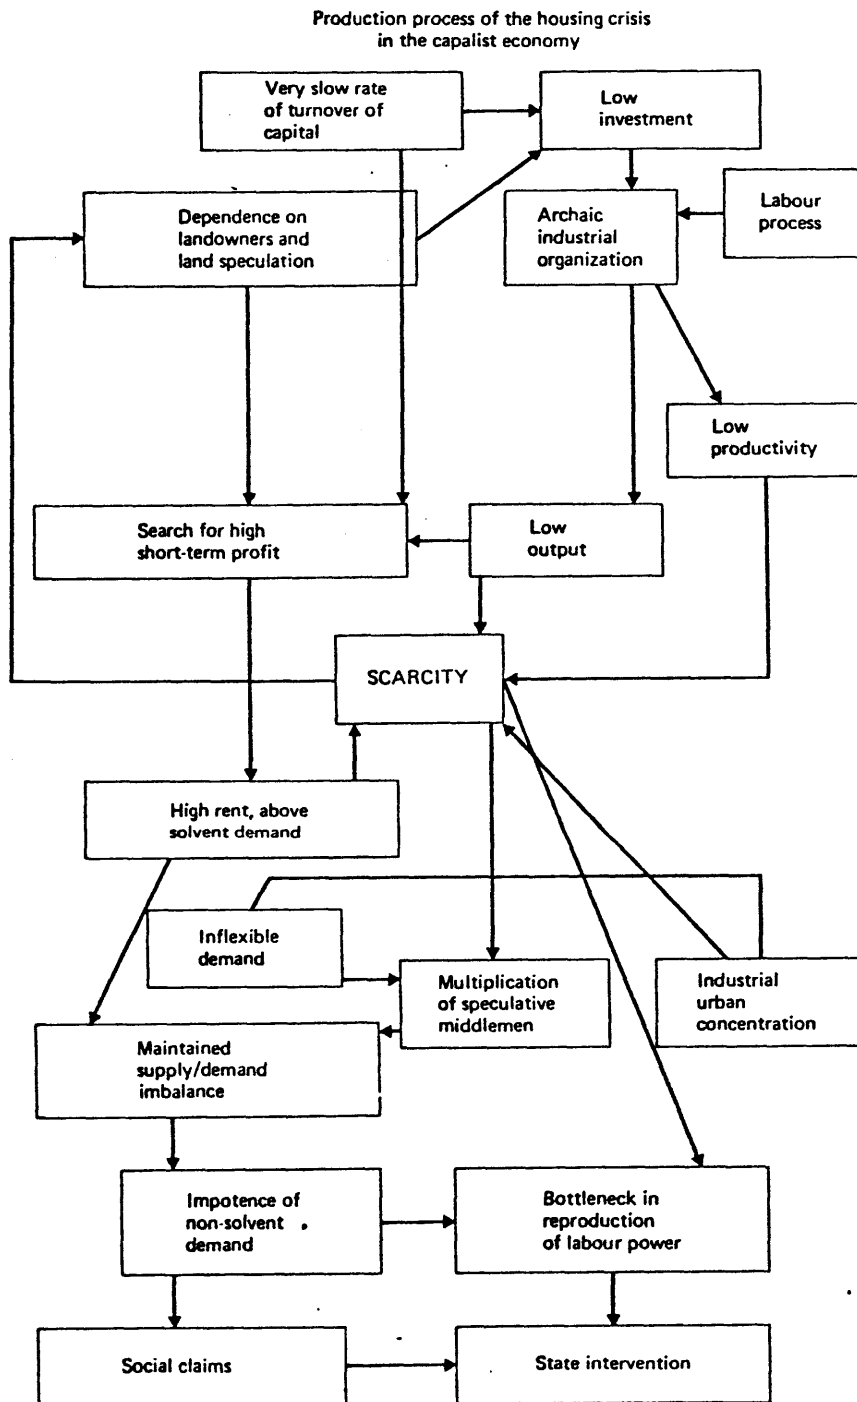 Production process of the housing crisis
in the capalist economy
Very slow rate
of turnover of
capital
Low
investment
Dependence on
landowners and
land speculation
Archaic
industrial
organization
Labour
process
Low
productivity
Search for high
short-term profit
Low
output
SCARCITY
High rent, above
solvent demand
Inflexible
demand
Multiplication
of speculative
middlemen
Industrial
urban
concentration
Maintained
supply/demand
imbalance
Impotence of
non-solvent
demand
Bottleneck in
reproduction
of labour power
Social claims
State intervention